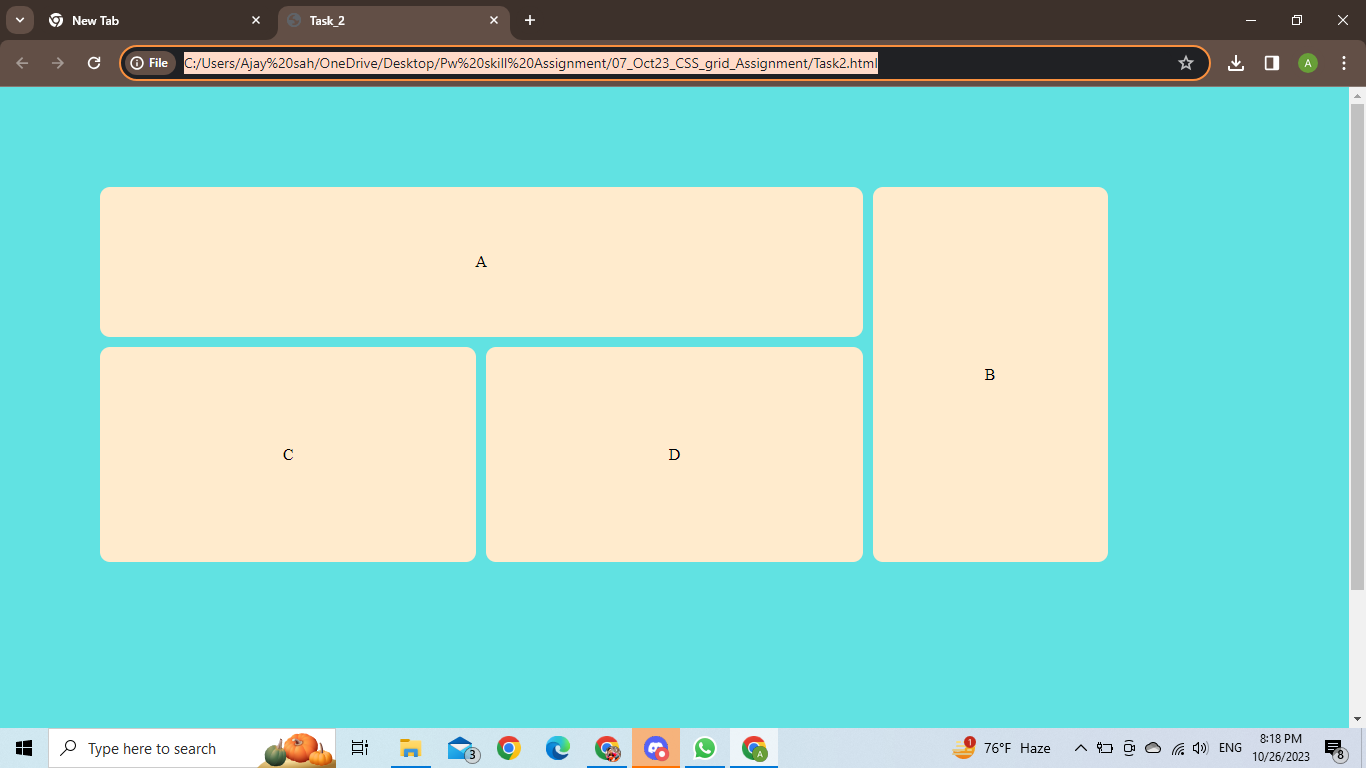 New Tab
Task_2
File
C:/Users/Ajay%20sah/OneDrive/Desktop/Pw%20skill%20Assignment/07_Oct23_CSS_grid_Assignment/Task2.html
A
A
B
C
D
Type here to search
3
A
1
76°F Haze
ENG
8:18 PM
10/26/2023
8